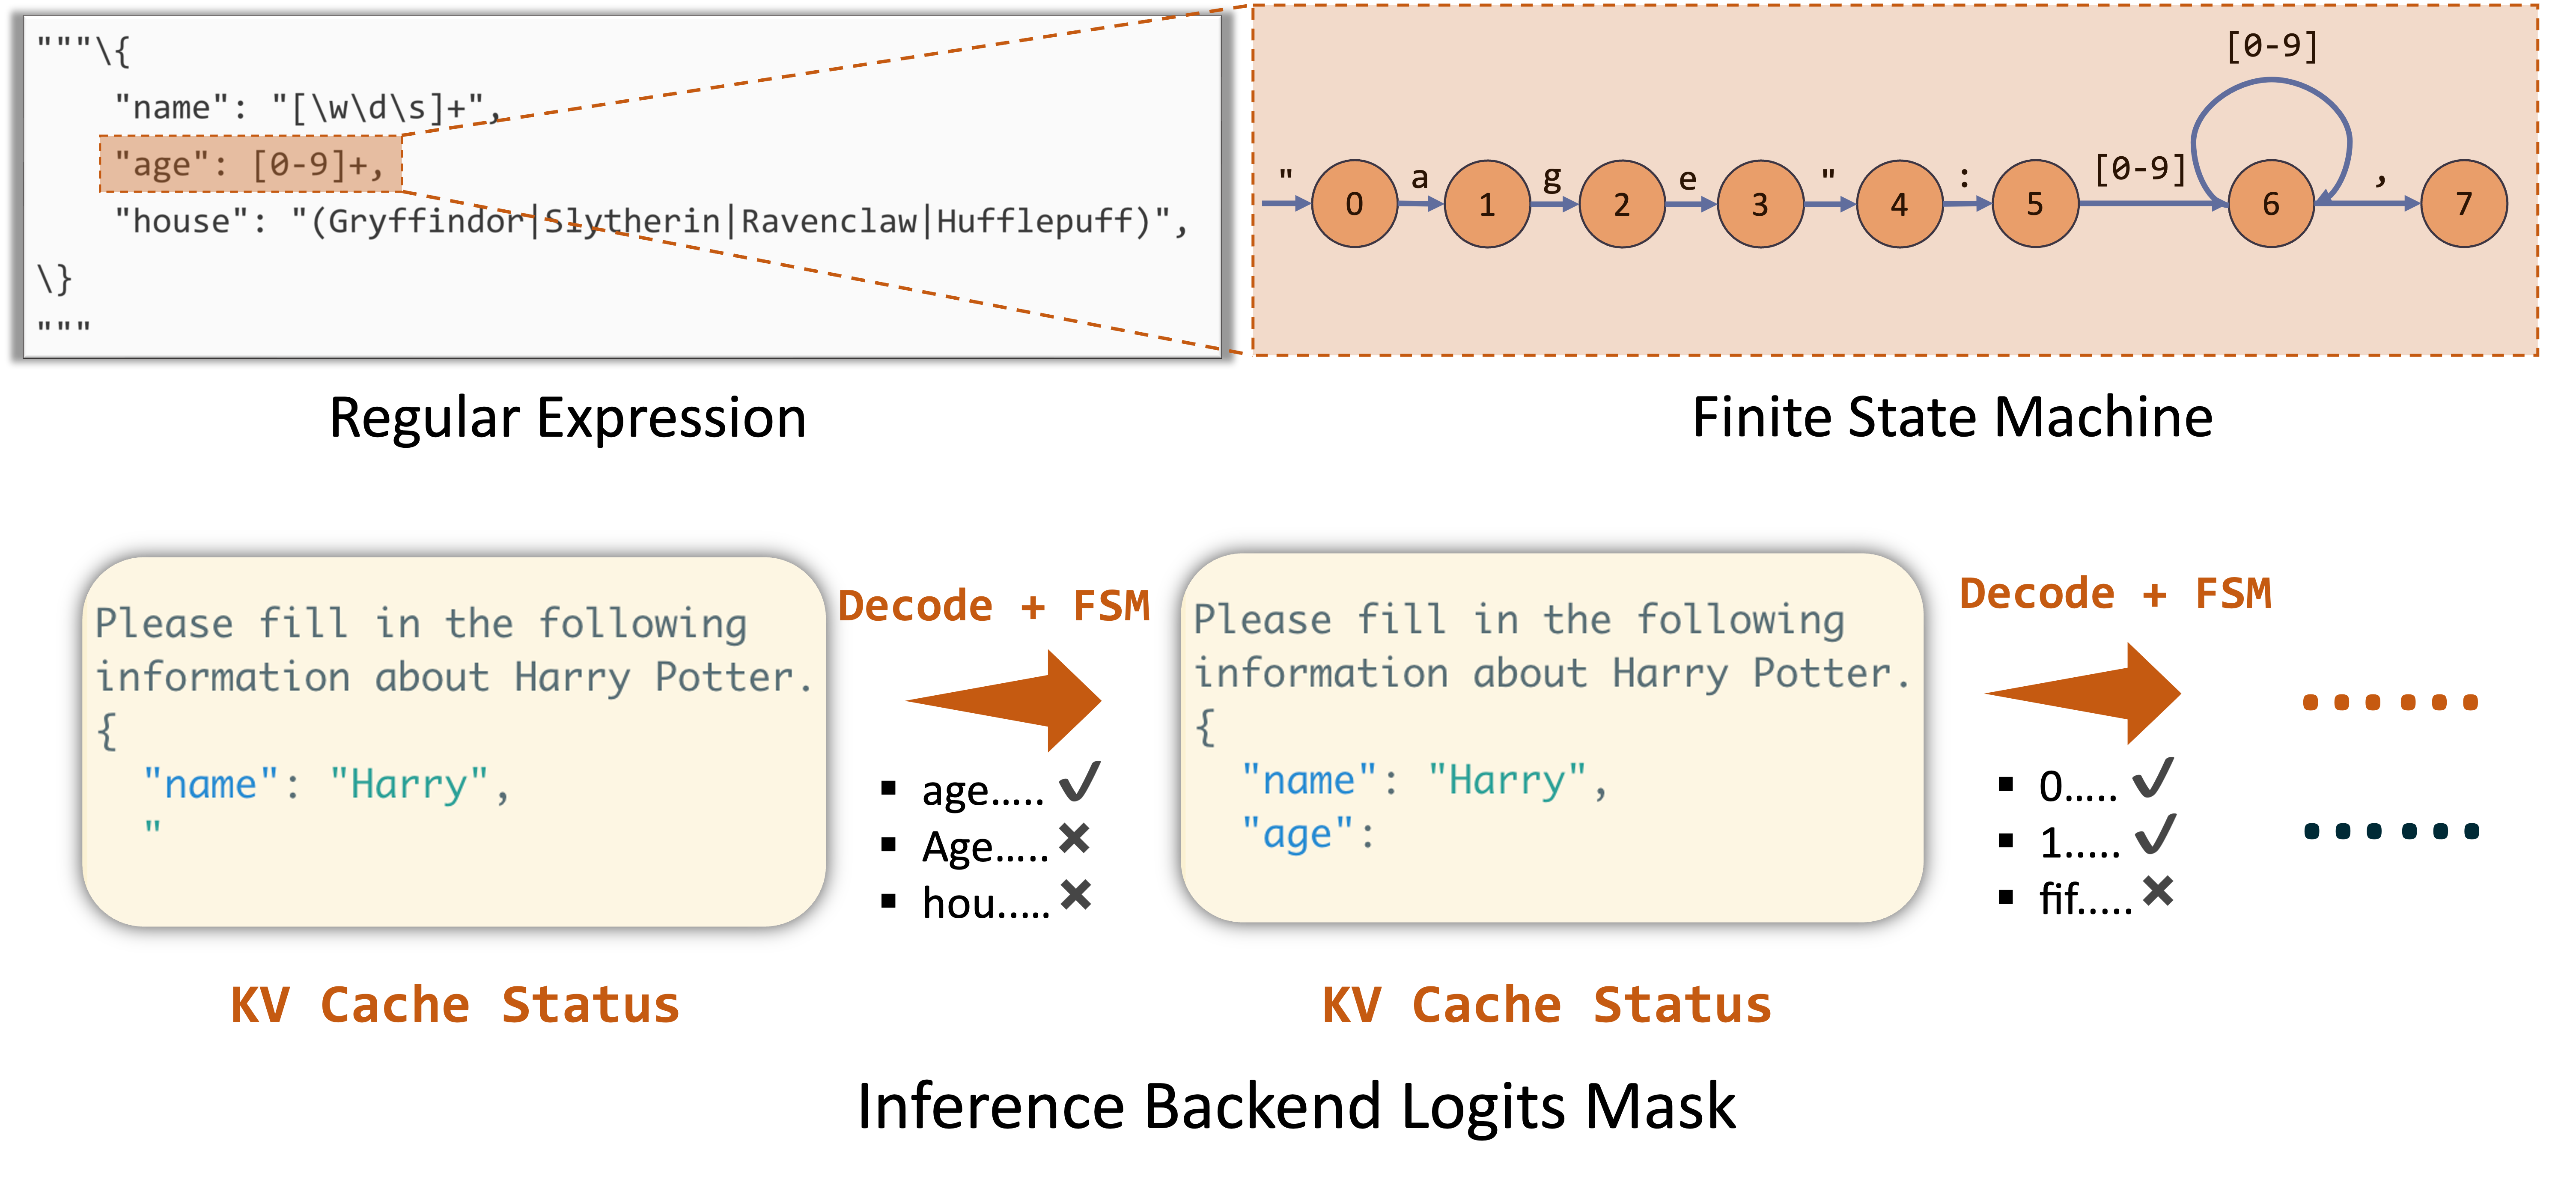 """\{
"name": "[\w\d\s]+",
"age": [0-9]+,
"house": "(Gryffindor|Slytherin|Ravenclaw|Hufflepuff)",
\}
"""
Regular Expression
[0-9]
" 0 a 1 g 2 e 3 " 4 : 5 [0-9] 6 , 7
Finite State Machine
Please fill in the following
information about Harry Potter.
{
"name": "Harry",
"
KV Cache Status
Decode + FSM
age..... ✔
Age..... ✖
hou..... ✖
Please fill in the following
information about Harry Potter.
{
"name": "Harry",
"age":
KV Cache Status
Decode + FSM
0..... ✔
1..... ✔
fif..... ✖
......
......
Inference Backend Logits Mask